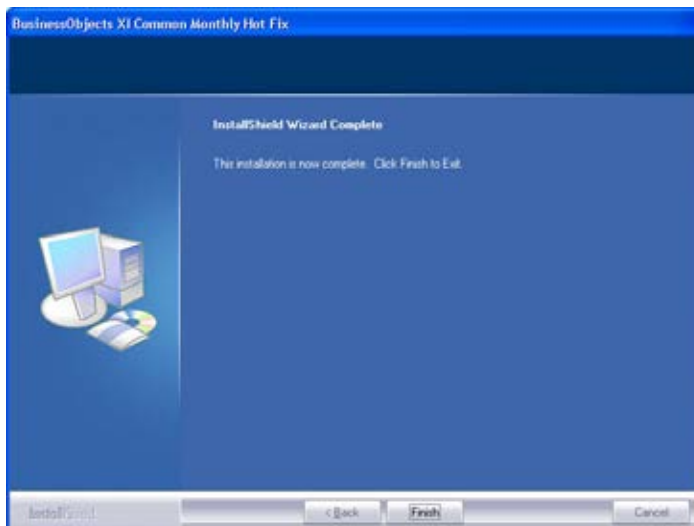 BusinessObjects XI Common Monthly Hot Fix
InstallShield Wizard Complete
This installation is now complete. Click Finish to Exit.
InstallShield
< Back
Finish
Cancel